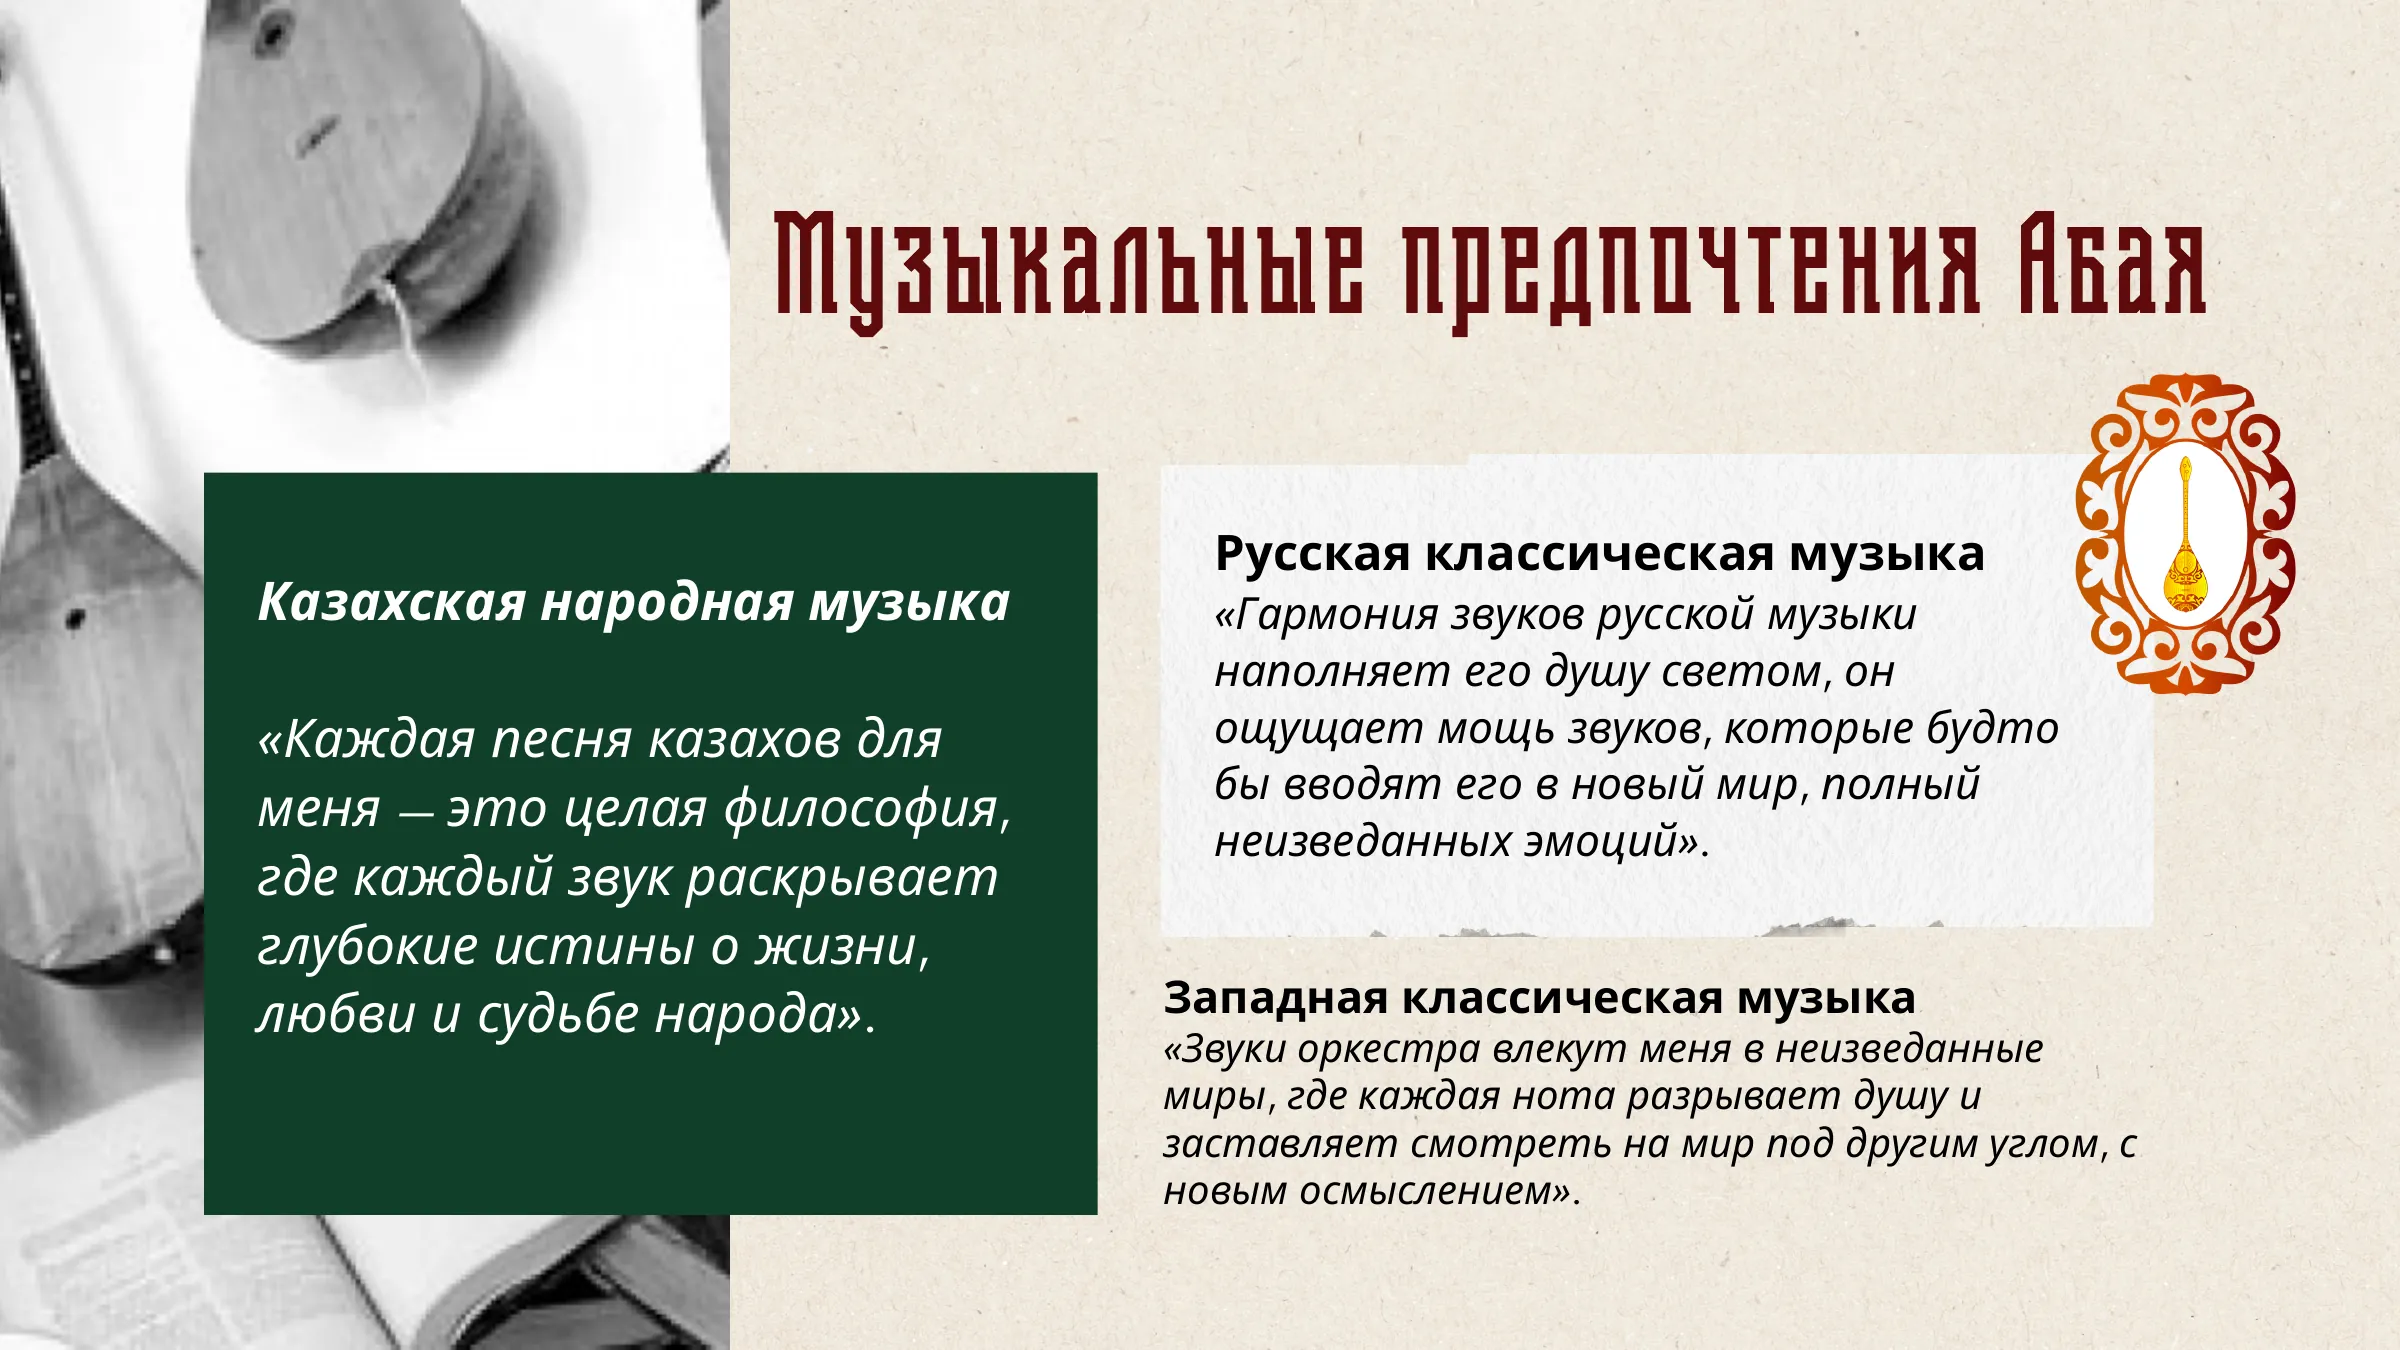 Музыкальные предпочтения Абая
Казахская народная музыка
«Каждая песня казахов для
меня — это целая философия,
где каждый звук раскрывает
глубокие истины о жизни,
любви и судьбе народа».
Русская классическая музыка
«Гармония звуков русской музыки
наполняет его душу светом, он
ощущает мощь звуков, которые будто
бы вводят его в новый мир, полный
неизведанных эмоций».
Западная классическая музыка
«Звуки оркестра влекут меня в неизведанные
миры, где каждая нота разрывает душу и
заставляет смотреть на мир под другим углом, с
новым осмыслением».